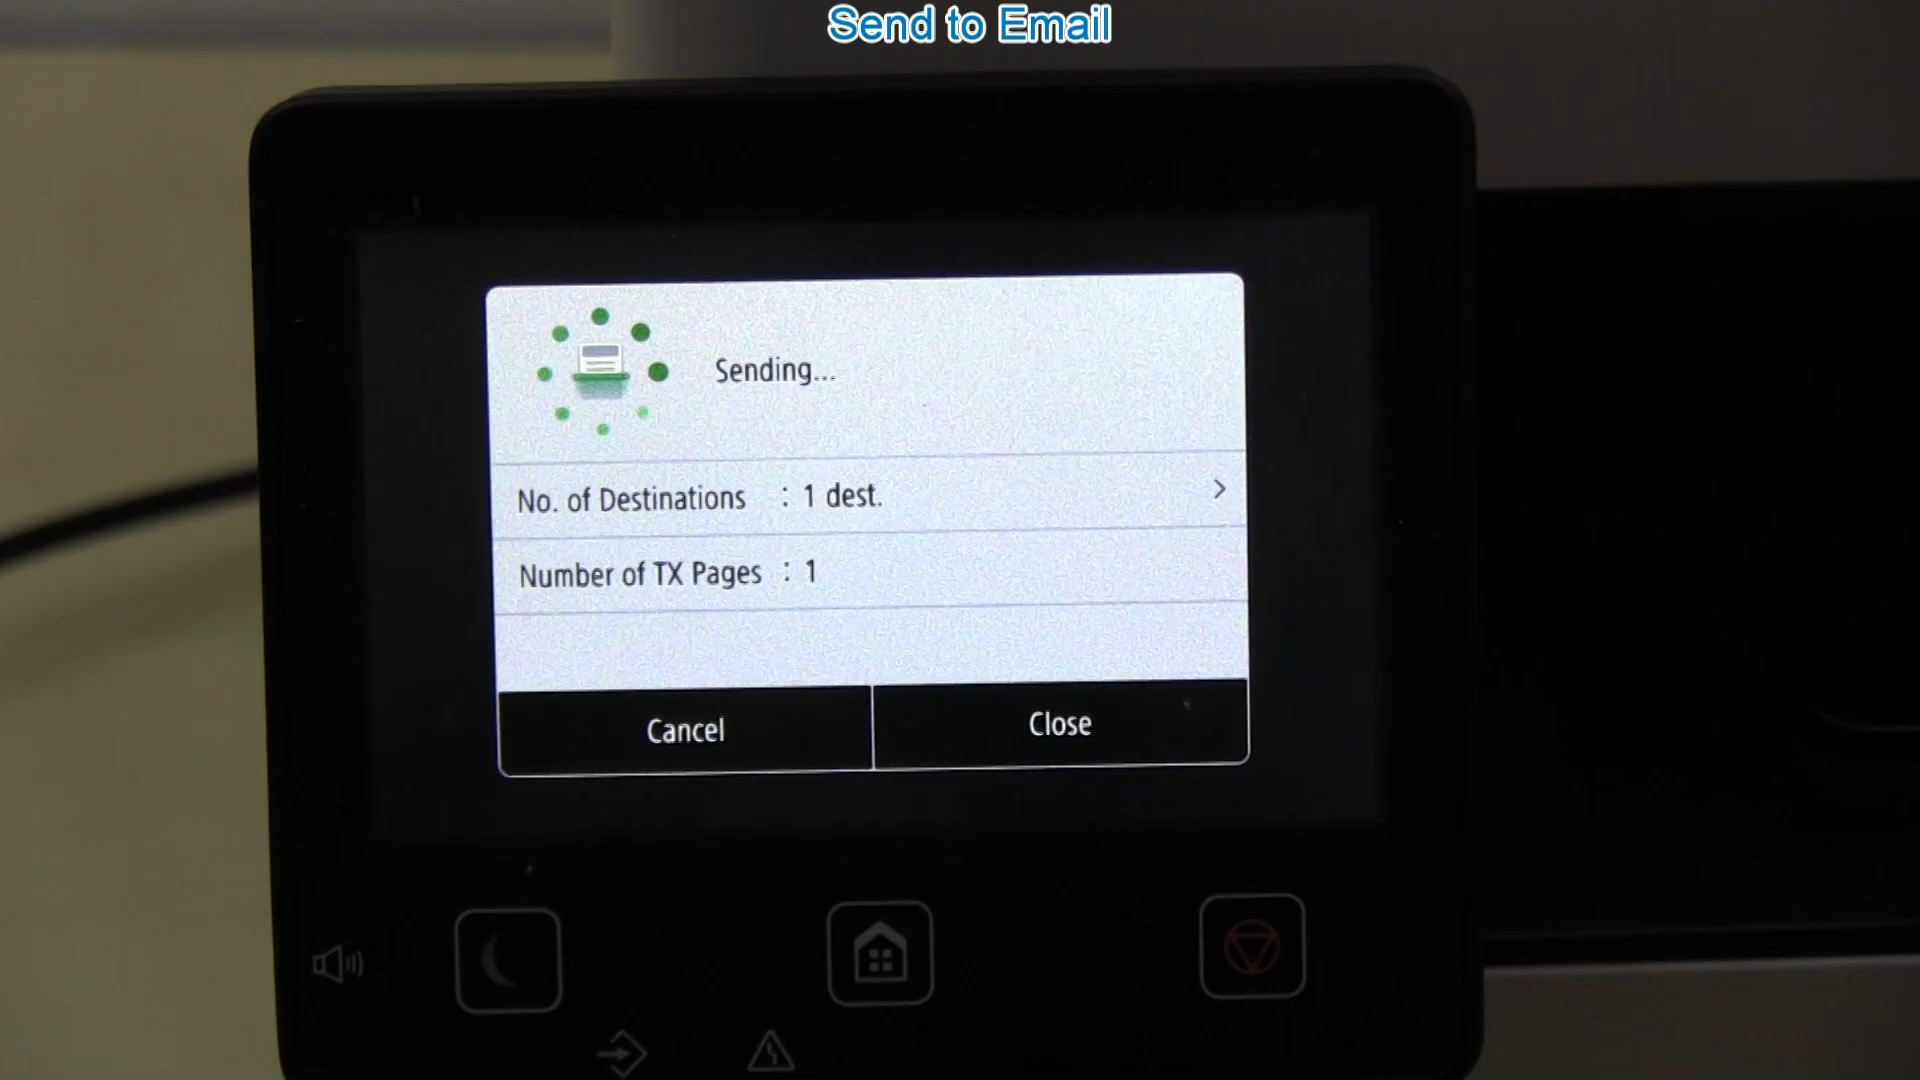 Send to Email
Sending...
No. of Destinations : 1 dest.
Number of TX Pages : 1
Cancel
Close